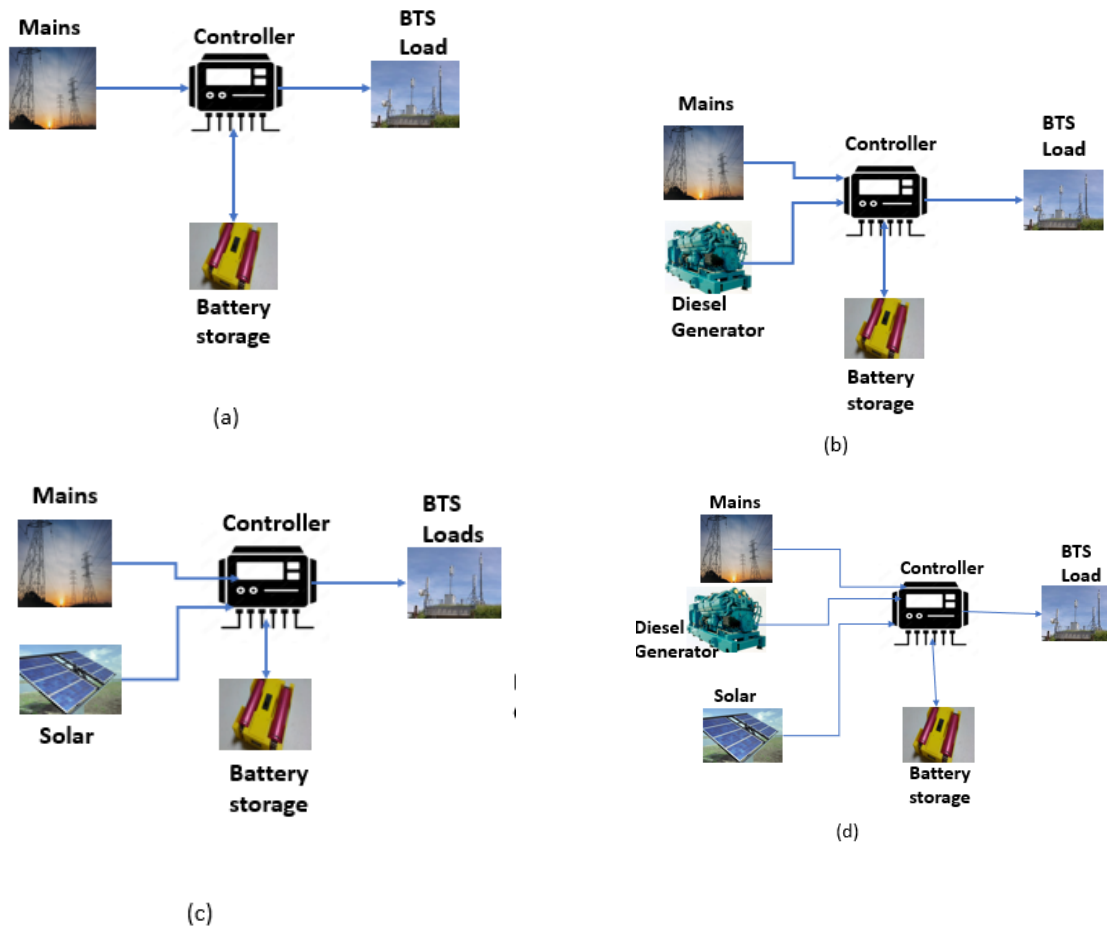 Mains
Controller
BTS
Load
Battery
storage
(a)
Mains
Controller
BTS
Load
Diesel
Generator
Battery
storage
(b)
Mains
Controller
BTS
Loads
Solar
Battery
storage
(c)
Mains
Controller
BTS
Load
Diesel
Generator
Solar
Battery
storage
(d)